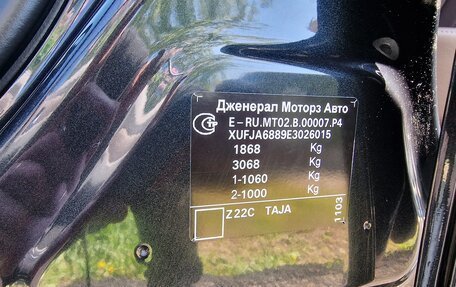 Дженерал Моторз Авто
E – RU.MT02.B.00007.P4
XUFJA6889E3026015
1868 Kg
3068 Kg
1-1060 Kg
2-1000 Kg
Z22C TAJA
1103